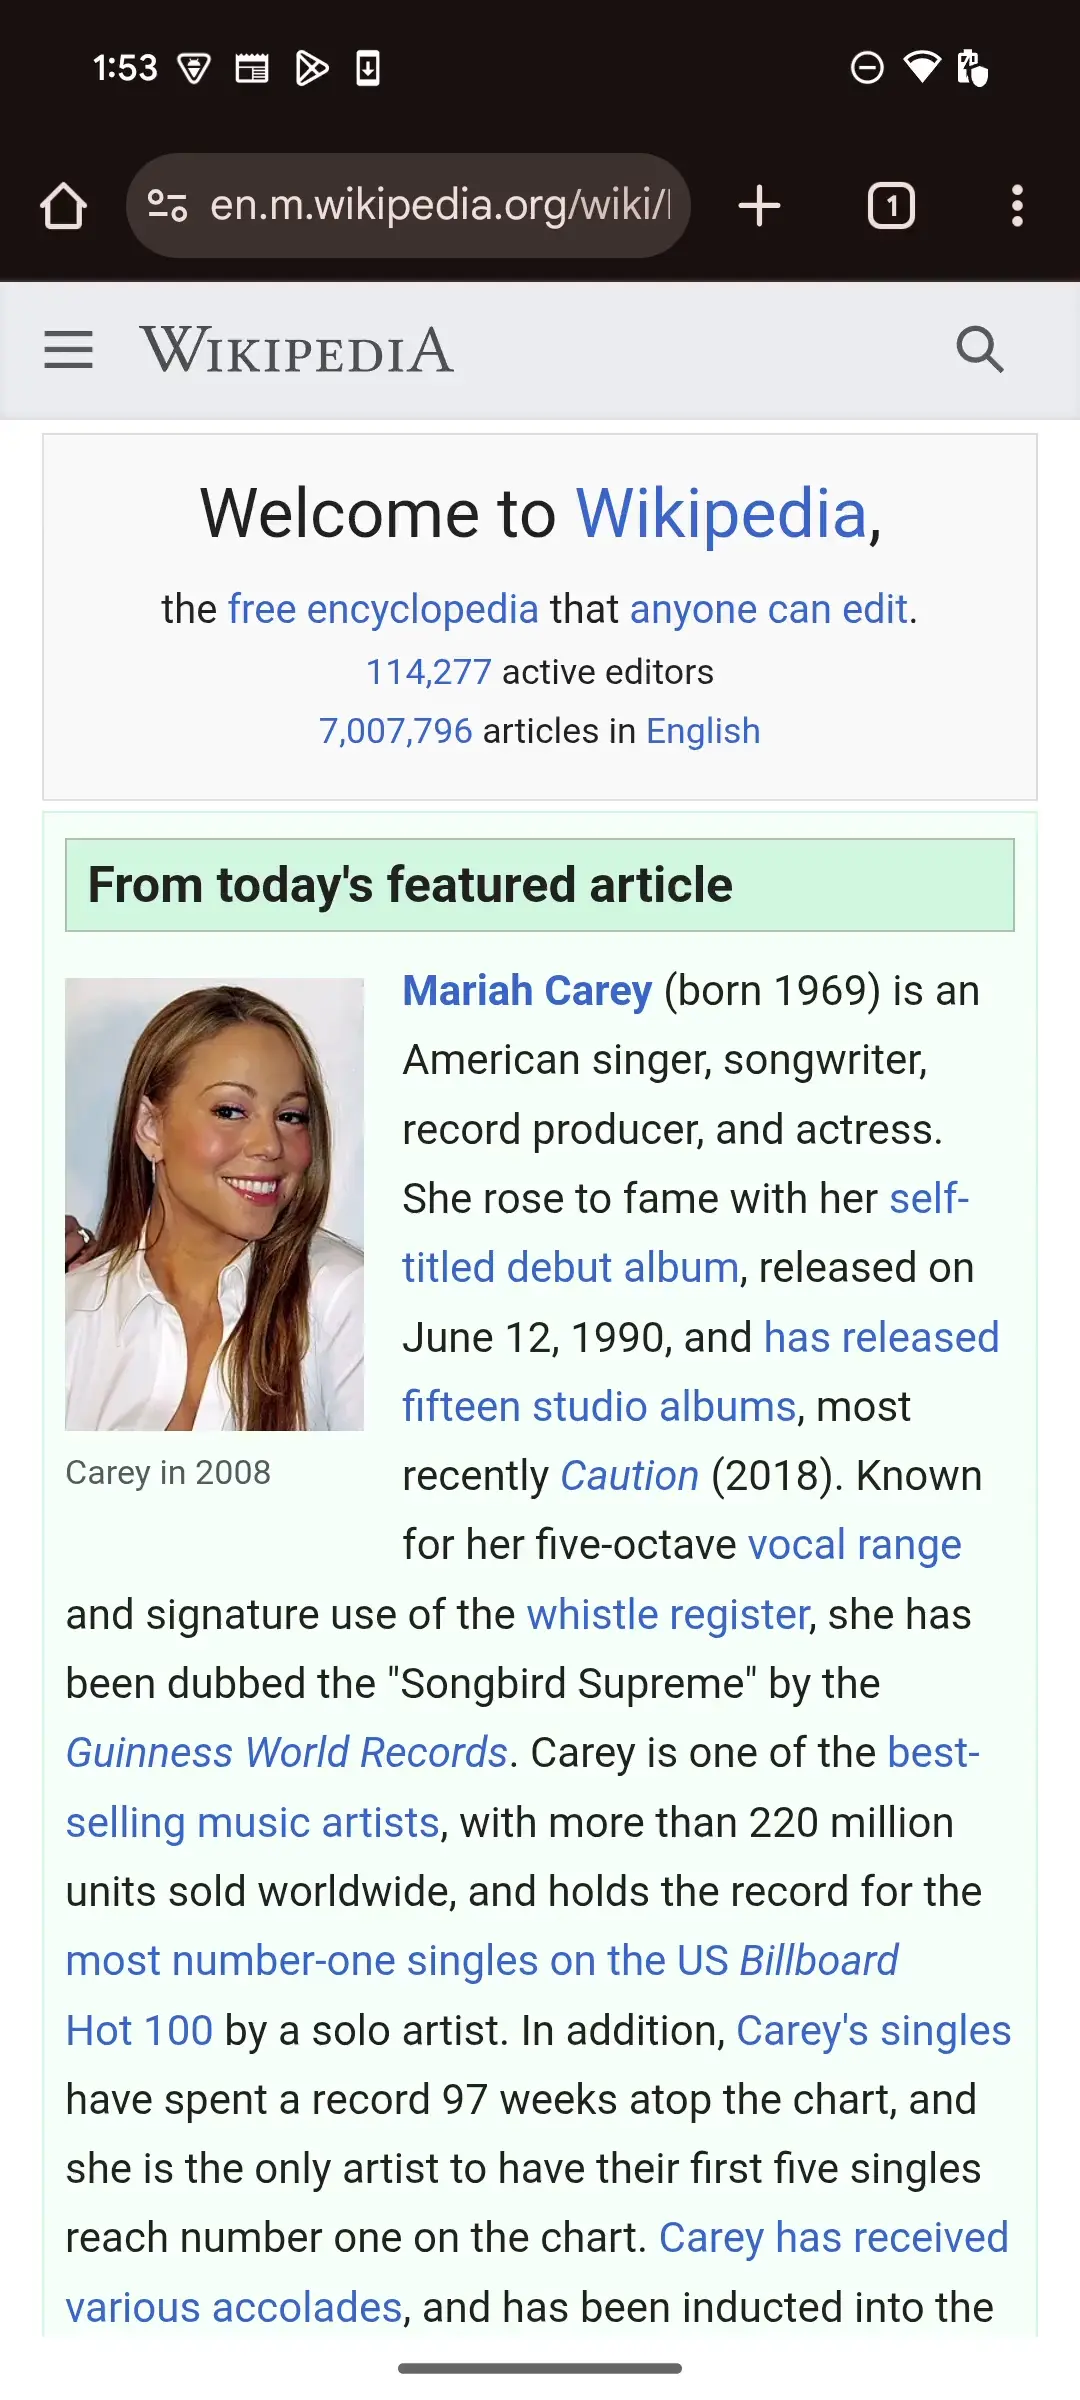 1:53
en.m.wikipedia.org/wiki/
1
WIKIPEDIA
Welcome to Wikipedia,
the free encyclopedia that anyone can edit.
114,277 active editors
7,007,796 articles in English
From today's featured article
Mariah Carey (born 1969) is an
American singer, songwriter,
record producer, and actress.
She rose to fame with her self-
titled debut album, released on
June 12, 1990, and has released
fifteen studio albums, most
recently Caution (2018). Known
for her five-octave vocal range
Carey in 2008
and signature use of the whistle register, she has
been dubbed the "Songbird Supreme" by the
Guinness World Records. Carey is one of the best-
selling music artists, with more than 220 million
units sold worldwide, and holds the record for the
most number-one singles on the US Billboard
Hot 100 by a solo artist. In addition, Carey's singles
have spent a record 97 weeks atop the chart, and
she is the only artist to have their first five singles
reach number one on the chart. Carey has received
various accolades, and has been inducted into the